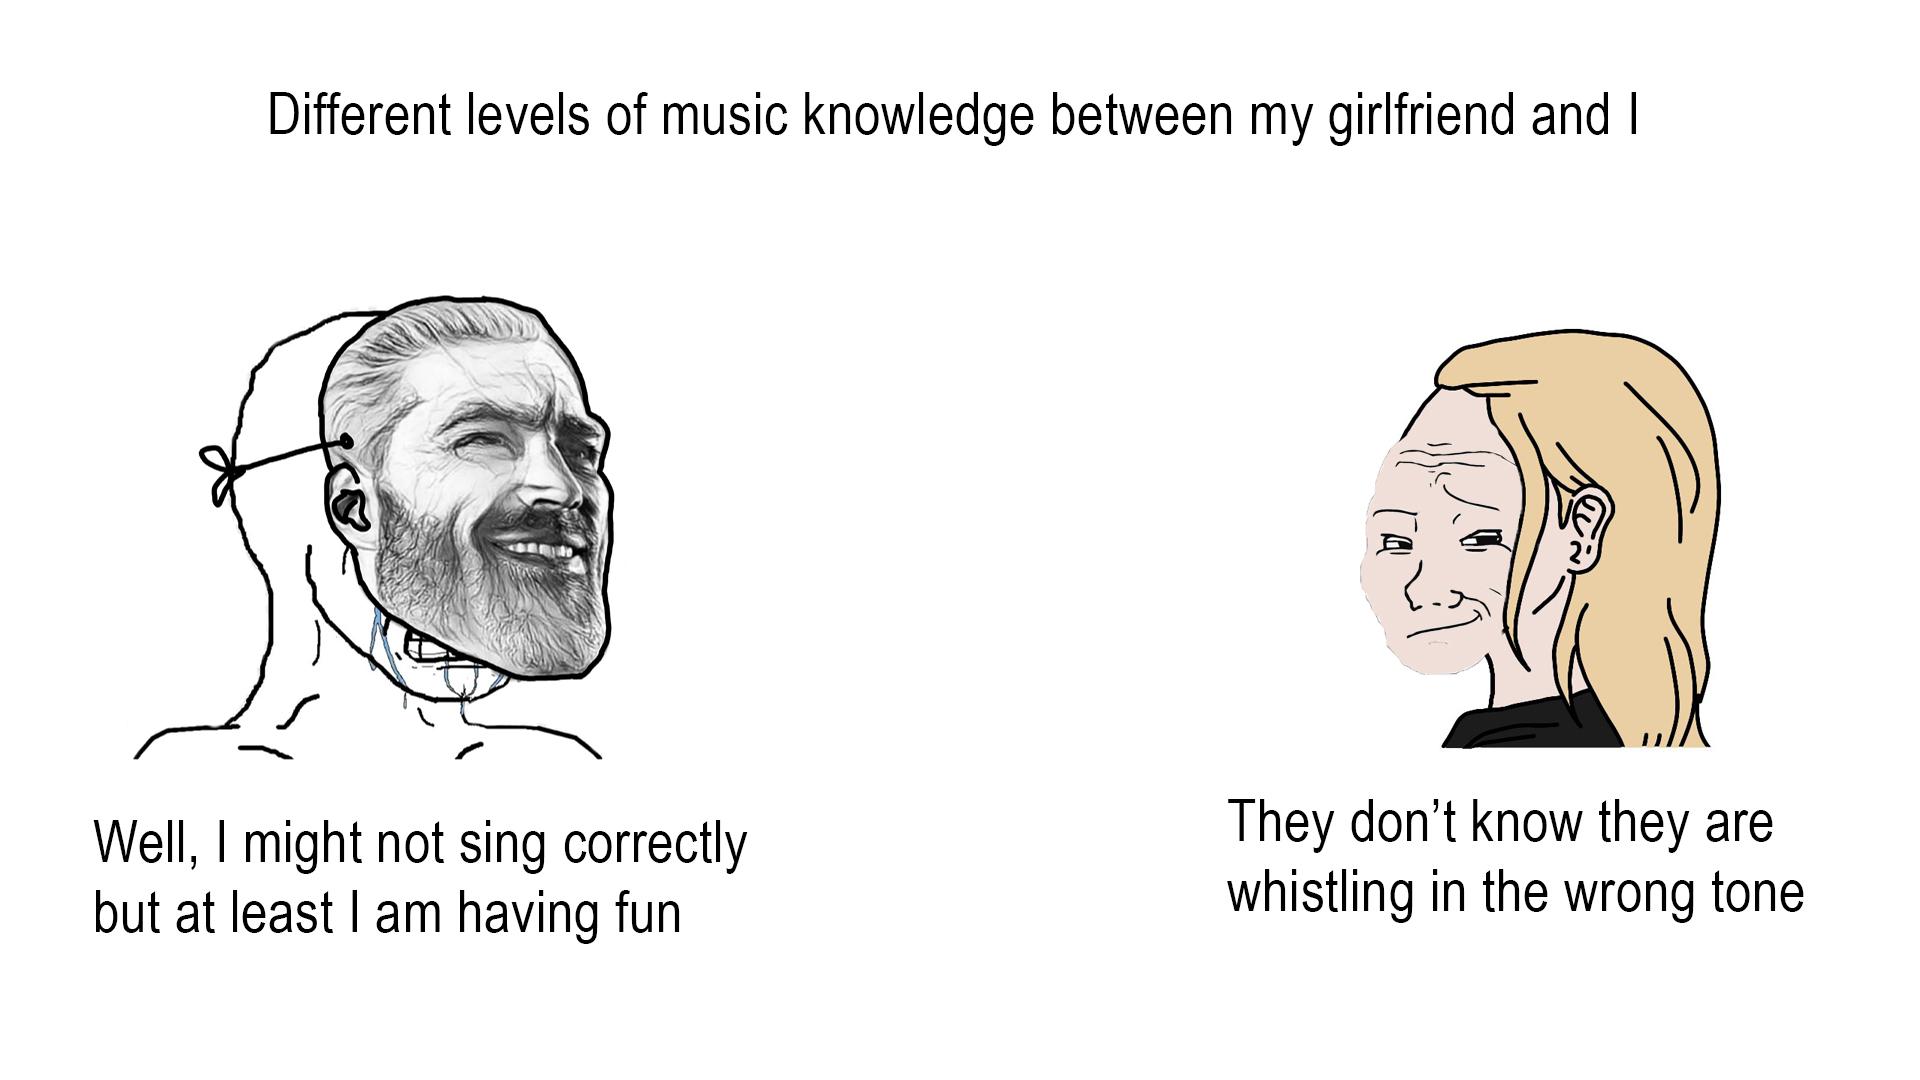 Different levels of music knowledge between my girlfriend and I
Well, I might not sing correctly
but at least I am having fun
They don’t know they are
whistling in the wrong tone